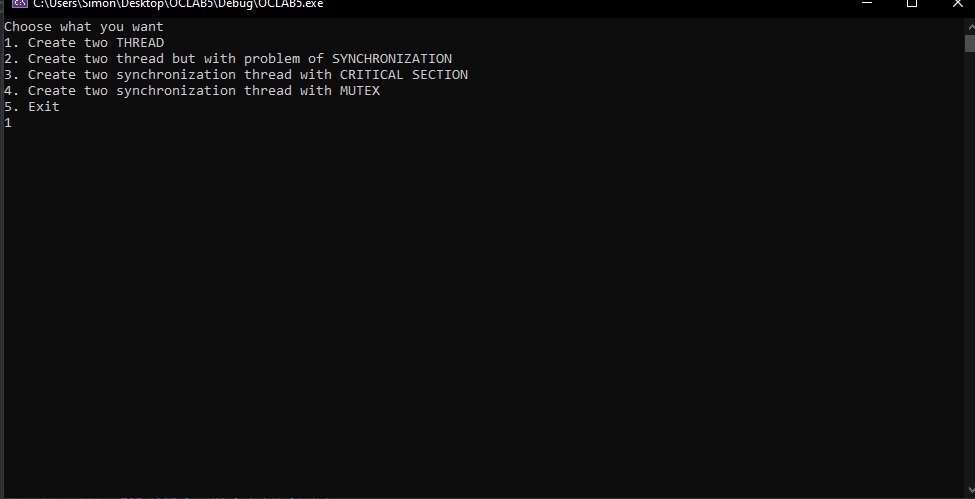 C:\Users\Simon\Desktop\OCLAB5\Debug\OCLAB5.exe
Choose what you want
1. Create two THREAD
2. Create two thread but with problem of SYNCHRONIZATION
3. Create two synchronization thread with CRITICAL SECTION
4. Create two synchronization thread with MUTEX
5. Exit
1